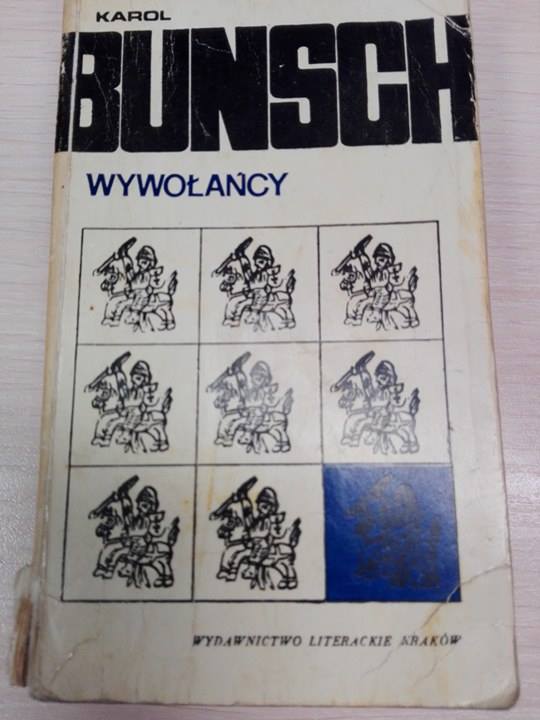 KAROL
BUNSCH
WYWOŁAŃCY
WYDAWNICTWO LITERACKIE KRAKÓW